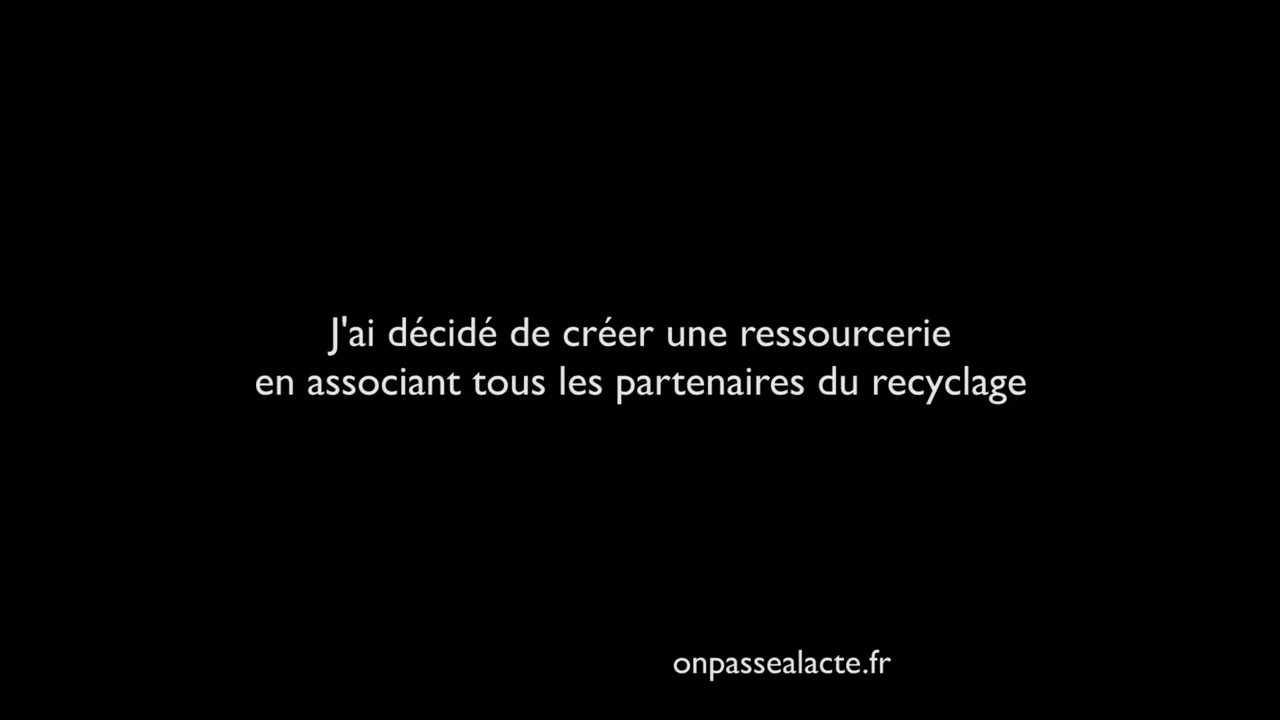 J'ai décidé de créer une ressourcerie
en associant tous les partenaires du recyclage
onpassealacte.fr